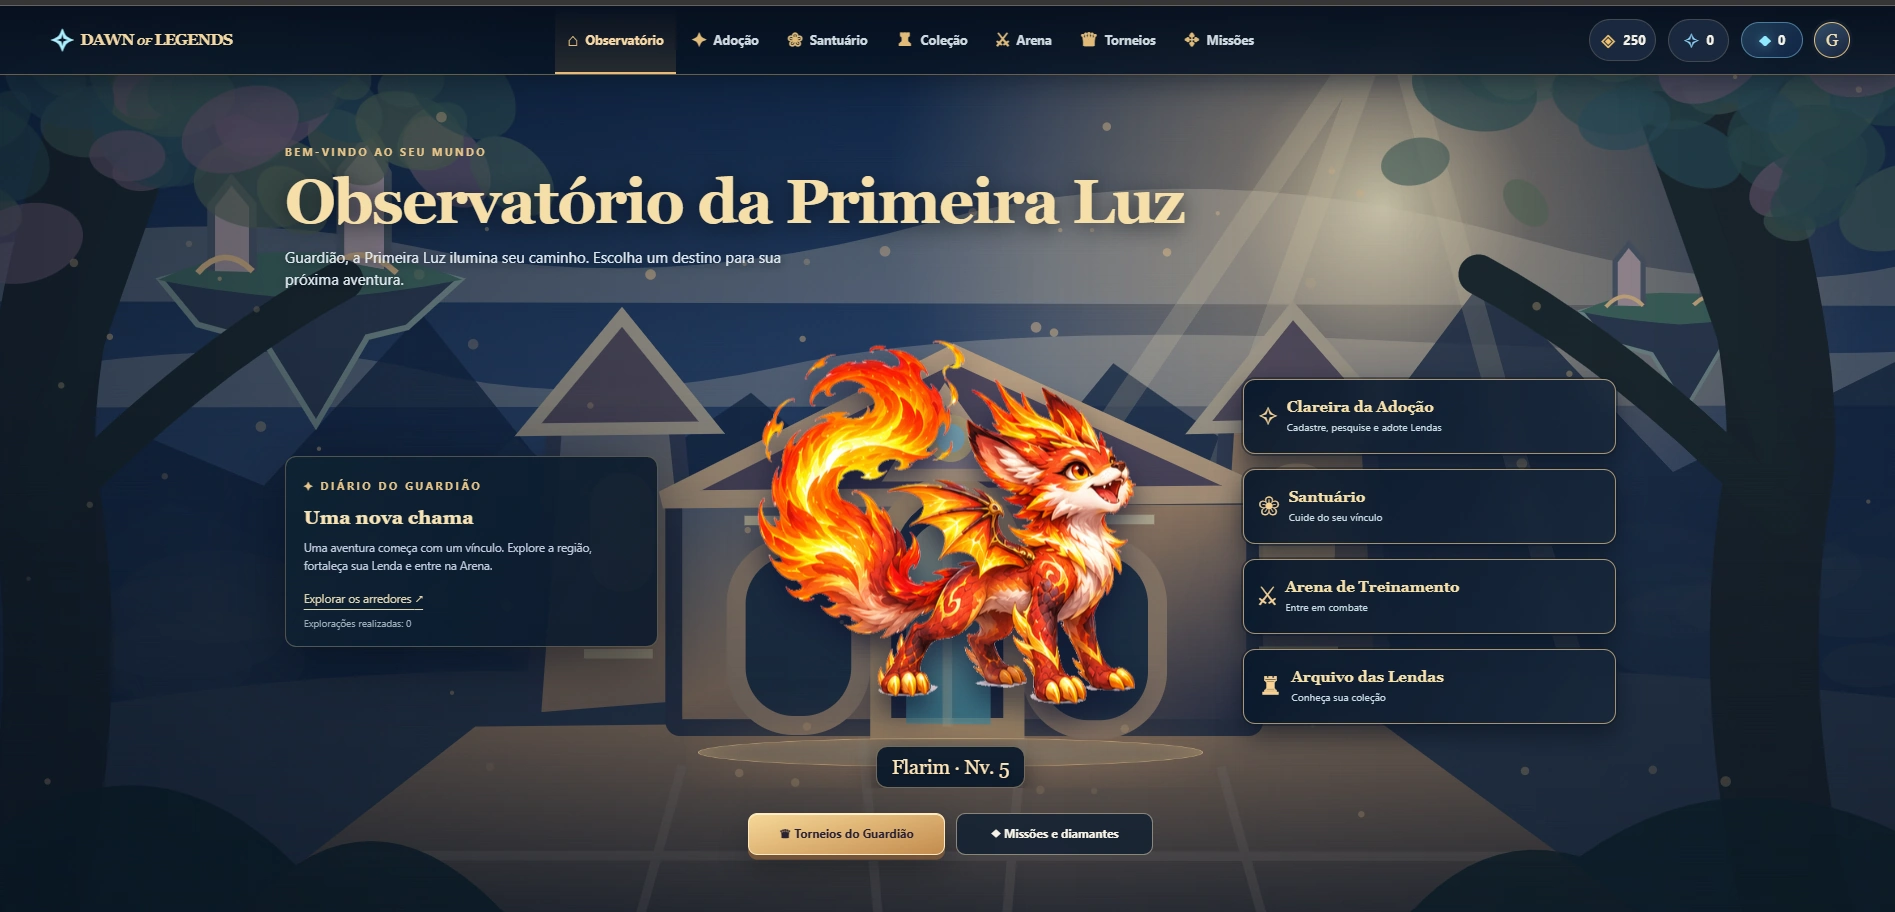 DAWN OF LEGENDS
Observatório
Adoção
Santuário
Coleção
Arena
Torneios
Missões
250
0
0
G
BEM-VINDO AO SEU MUNDO
Observatório da Primeira Luz
Guardião, a Primeira Luz ilumina seu caminho. Escolha um destino para sua
próxima aventura.
DIÁRIO DO GUARDIÃO
Uma nova chama
Uma aventura começa com um vínculo. Explore a região,
fortaleça sua Lenda e entre na Arena.
Explorar os arredores ↗
Explorações realizadas: 0
Clareira da Adoção
Cadastre, pesquise e adote Lendas
Santuário
Cuide do seu vínculo
Arena de Treinamento
Entre em combate
Arquivo das Lendas
Conheça sua coleção
Flarim · Nv. 5
Torneios do Guardião
Missões e diamantes